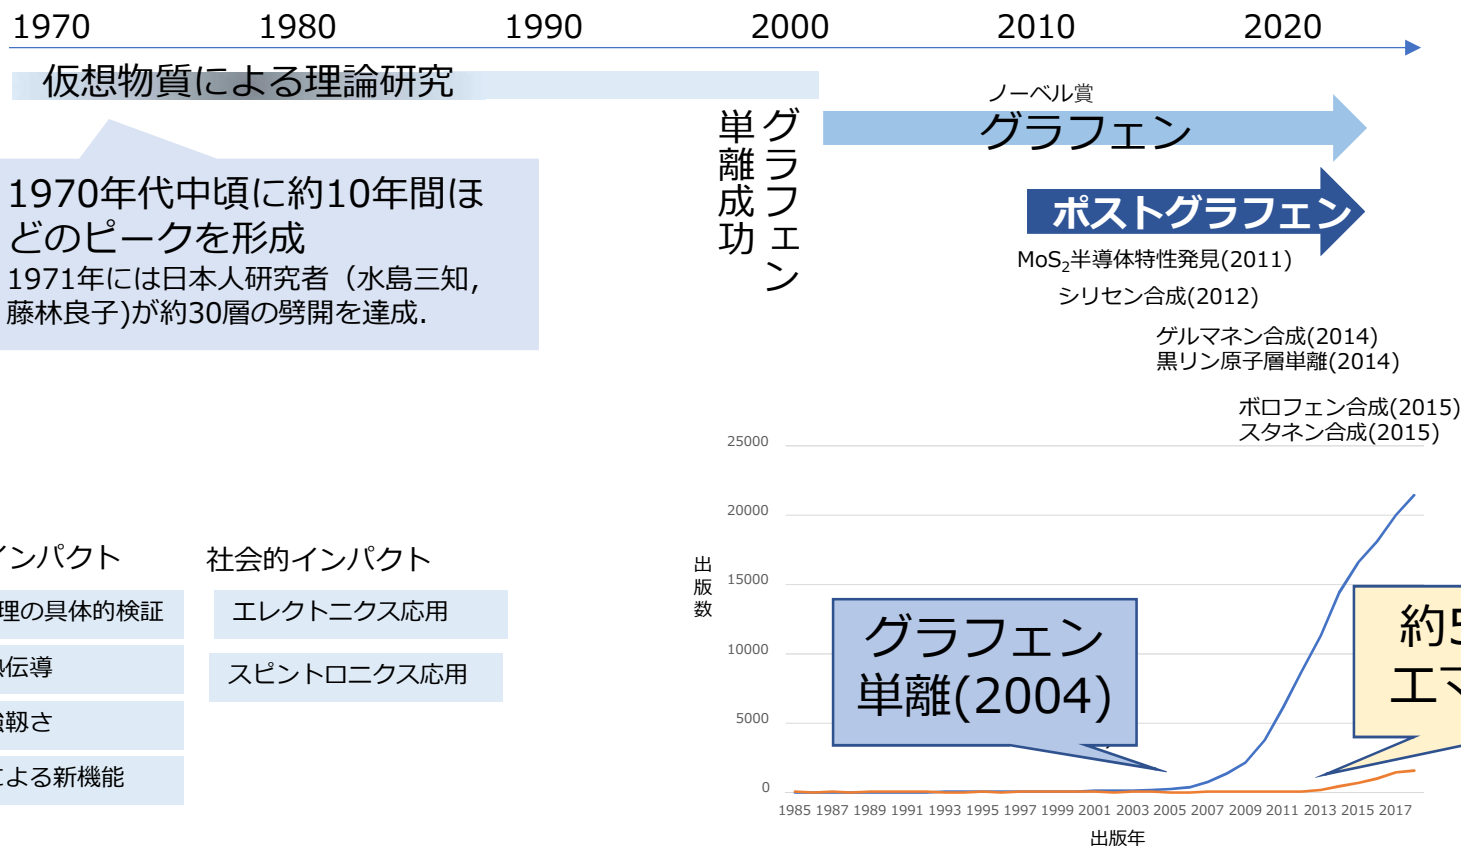 1970 1980 1990 2000 2010 2020
仮想物質による理論研究
ノーベル賞
グラフェン
グラフェン
単離成功
ポストグラフェン
1970年代中頃に約10年間ほ
どのピークを形成
1971年には日本人研究者（水島三知,
藤林良子)が約30層の劈開を達成.
MoS₂半導体特性発見(2011)
シリセン合成(2012)
ゲルマネン合成(2014)
黒リン原子層単離(2014)
ボロフェン合成(2015)
スタネン合成(2015)
インパクト
理の具体的検証
伝導
靱さ
よる新機能
社会的インパクト
エレクトニクス応用
スピントロニクス応用
25000
20000
15000
10000
5000
0
出版数
グラフェン
単離(2004)
約5
エマ
1985 1987 1989 1991 1993 1995 1997 1999 2001 2003 2005 2007 2009 2011 2013 2015 2017
出版年